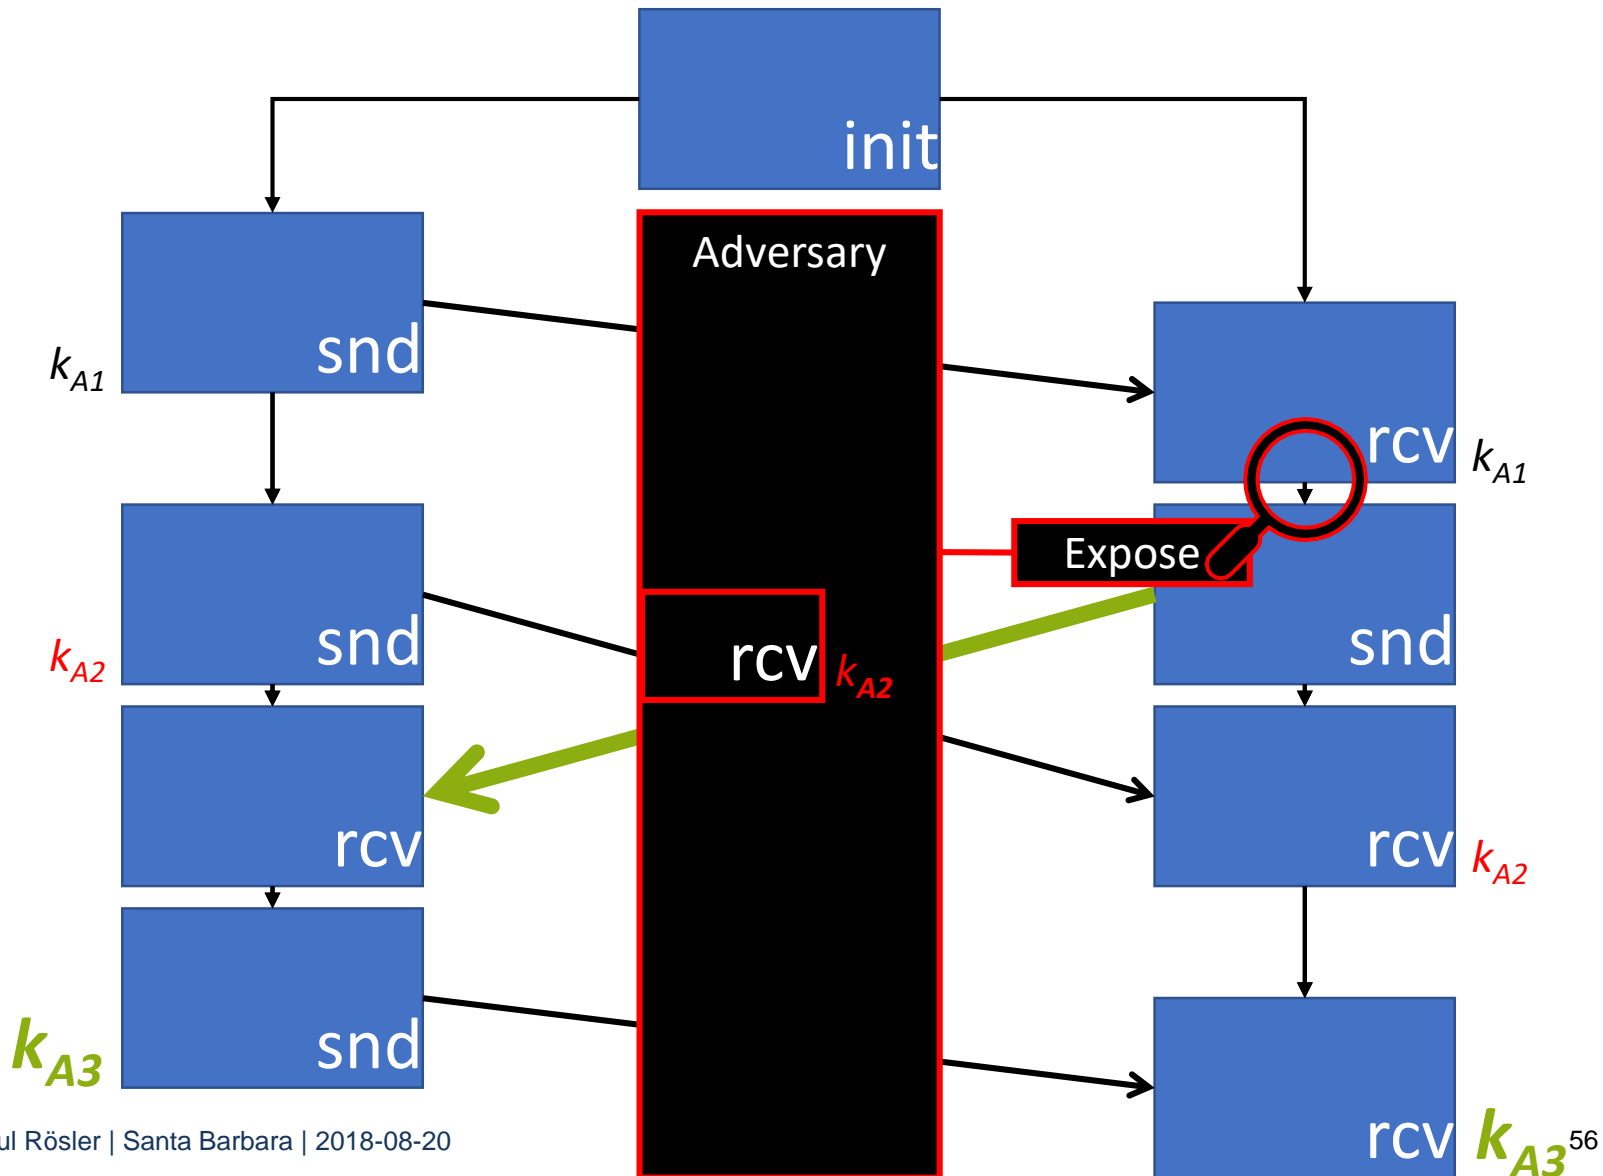 init
Adversary
snd
k_A1
rcv
k_A1
Expose
snd
k_A2
rcv
k_A2
snd
rcv
rcv
k_A2
snd
k_A3
rcv
k_A3
Rösler | Santa Barbara | 2018-08-20
56